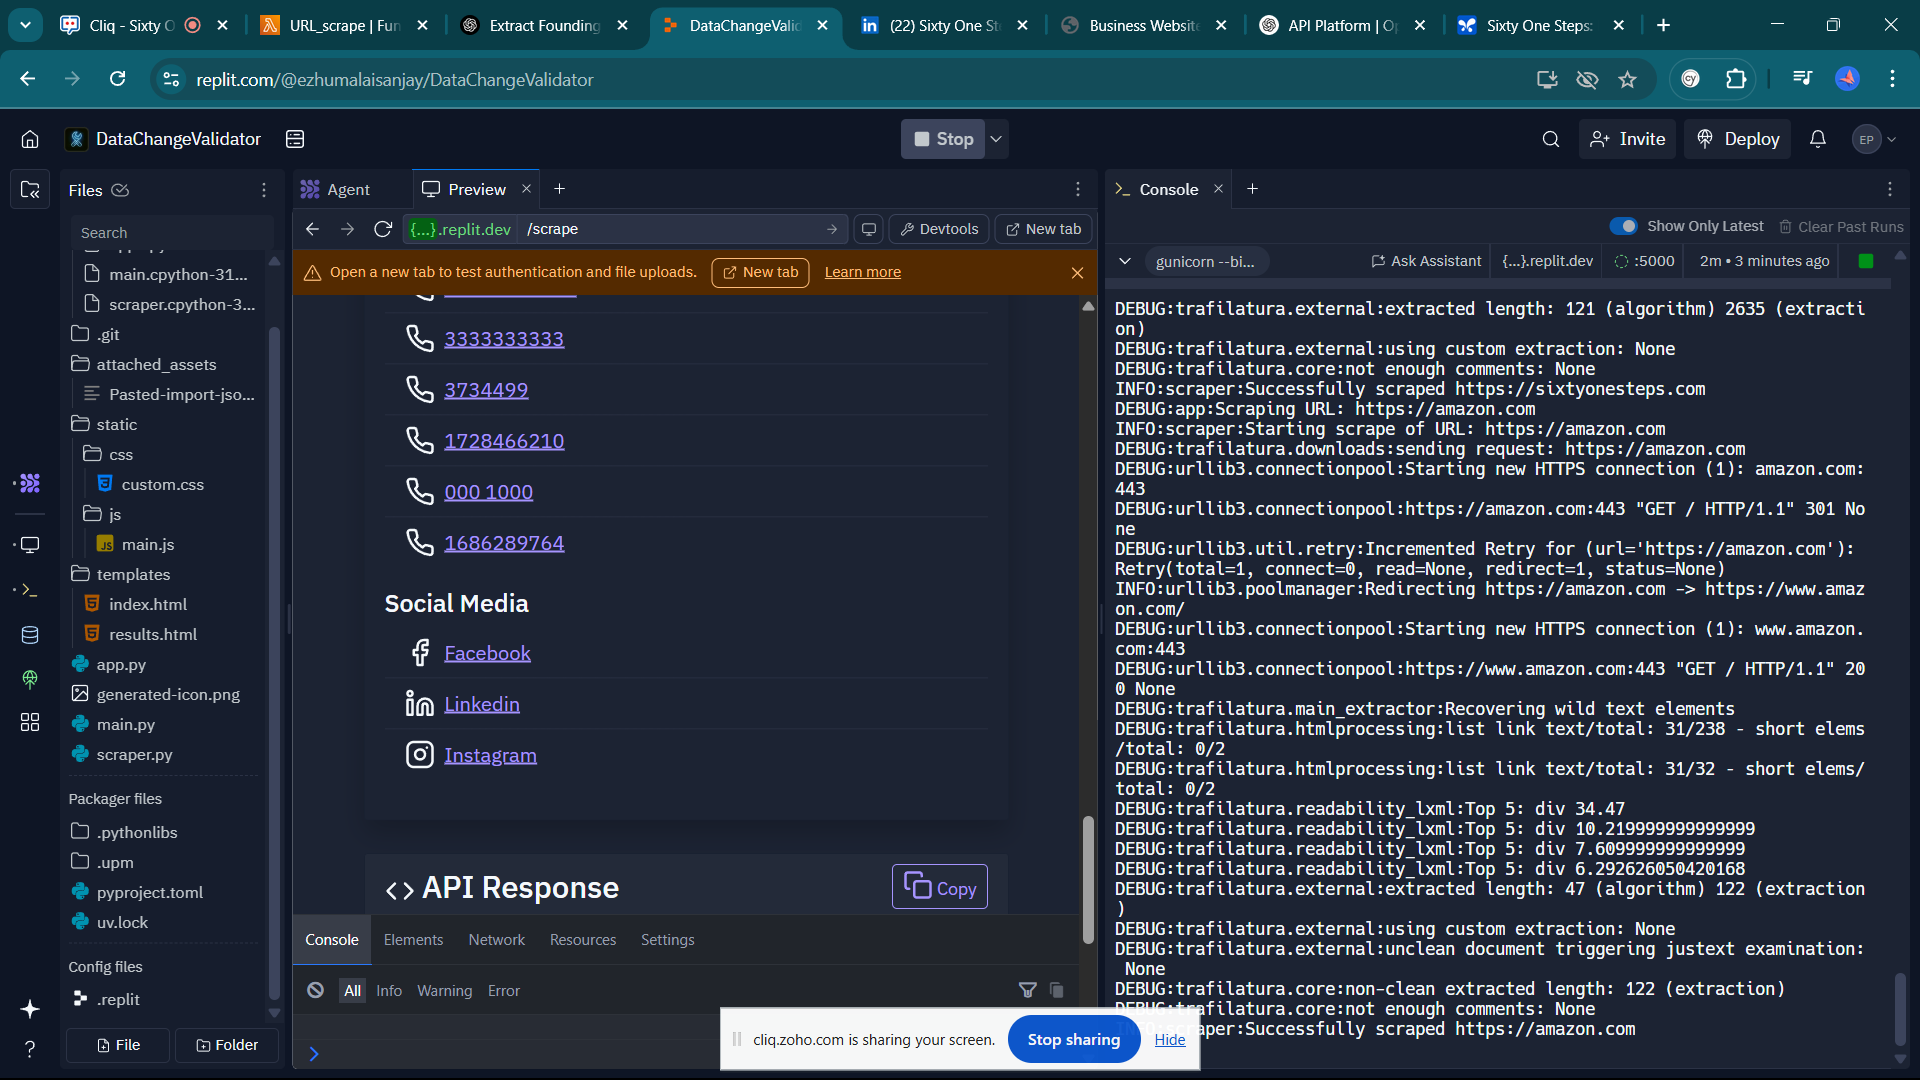 Cliq - Sixty O
URL_scrape | Fun
Extract Founding
DataChangeValid
(22) Sixty One St
Business Website
API Platform | O
Sixty One Steps:
replit.com/@ezhumalaisanjay/DataChangeValidator
cy
DataChangeValidator
Stop
Invite
Deploy
EP
Files
Search
main.cpython-31...
scraper.cpython-3...
.git
attached_assets
Pasted-import-jso...
static
css
custom.css
js
JS main.js
templates
index.html
results.html
app.py
generated-icon.png
main.py
scraper.py
Packager files
.pythonlibs
.upm
pyproject.toml
uv.lock
Config files
.replit
File
Folder
Agent
Preview
{...}.replit.dev /scrape
Devtools
New tab
Open a new tab to test authentication and file uploads.
New tab
Learn more
3333333333
3734499
1728466210
000 1000
1686289764
Social Media
Facebook
Linkedin
Instagram
<> API Response
Copy
Console Elements Network Resources Settings
All Info Warning Error
cliq.zoho.com is sharing your screen.
Stop sharing
Hide
Console
Show Only Latest
Clear Past Runs
gunicorn --bi...
Ask Assistant
{...}.replit.dev
:5000
2m • 3 minutes ago
DEBUG:trafilatura.external:extracted length: 121 (algorithm) 2635 (extracti
on)
DEBUG:trafilatura.external:using custom extraction: None
DEBUG:trafilatura.core:not enough comments: None
INFO:scraper:Successfully scraped https://sixtyonesteps.com
DEBUG:app:Scraping URL: https://amazon.com
INFO:scraper:Starting scrape of URL: https://amazon.com
DEBUG:trafilatura.downloads:sending request: https://amazon.com
DEBUG:urllib3.connectionpool:Starting new HTTPS connection (1): amazon.com:
443
DEBUG:urllib3.connectionpool:https://amazon.com:443 "GET / HTTP/1.1" 301 No
ne
DEBUG:urllib3.util.retry:Incremented Retry for (url='https://amazon.com'):
Retry(total=1, connect=0, read=None, redirect=1, status=None)
INFO:urllib3.poolmanager:Redirecting https://amazon.com -> https://www.amaz
on.com/
DEBUG:urllib3.connectionpool:Starting new HTTPS connection (1): www.amazon.
com:443
DEBUG:urllib3.connectionpool:https://www.amazon.com:443 "GET / HTTP/1.1" 20
0 None
DEBUG:trafilatura.main_extractor:Recovering wild text elements
DEBUG:trafilatura.htmlprocessing:list link text/total: 31/238 - short elems
/total: 0/2
DEBUG:trafilatura.htmlprocessing:list link text/total: 31/32 - short elems/
total: 0/2
DEBUG:trafilatura.readability_lxml:Top 5: div 34.47
DEBUG:trafilatura.readability_lxml:Top 5: div 10.219999999999999
DEBUG:trafilatura.readability_lxml:Top 5: div 7.609999999999999
DEBUG:trafilatura.readability_lxml:Top 5: div 6.292626050420168
DEBUG:trafilatura.external:extracted length: 47 (algorithm) 122 (extraction
)
DEBUG:trafilatura.external:using custom extraction: None
DEBUG:trafilatura.external:unclean document triggering justext examination:
None
DEBUG:trafilatura.core:non-clean extracted length: 122 (extraction)
DEBUG:trafilatura.core:not enough comments: None
INFO:scraper:Successfully scraped https://amazon.com